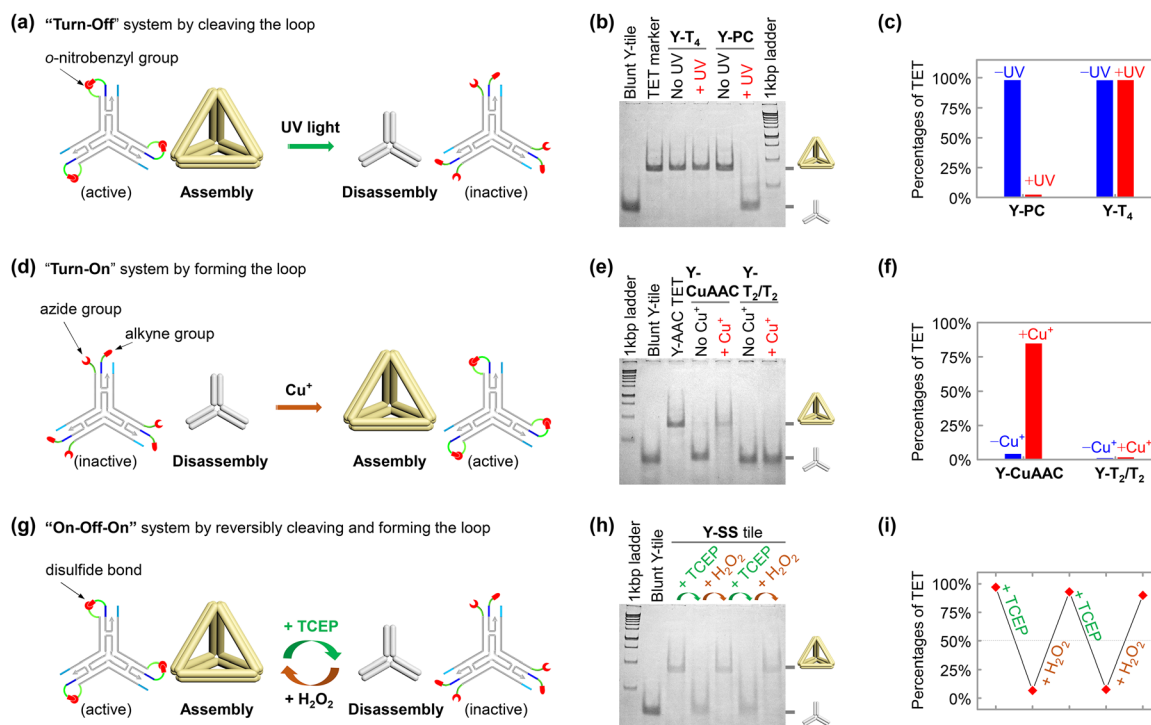 (a) “Turn-Off” system by cleaving the loop
o-nitrobenzyl group
UV light
(active)
Assembly
Disassembly
(inactive)
(b)
Blunt Y-tile
TET marker
Y-T4
No UV
+ UV
Y-PC
No UV
+ UV
1kbp ladder
(c)
Percentages of TET
100%
75%
50%
25%
0%
−UV
+UV
−UV
+UV
Y-PC
Y-T4
(d) “Turn-On” system by forming the loop
azide group
alkyne group
Cu+
(inactive)
Disassembly
Assembly
(active)
(e)
1kbp ladder
Blunt Y-tile
Y-AAC TET
Y-
CuAAC
No Cu+
+ Cu+
Y-
T2/T2
No Cu+
+ Cu+
(f)
Percentages of TET
100%
75%
50%
25%
0%
−Cu+
+Cu+
−Cu+
+Cu+
Y-CuAAC
Y-T2/T2
(g) “On-Off-On” system by reversibly cleaving and forming the loop
disulfide bond
+ TCEP
+ H2O2
(active)
Assembly
Disassembly
(inactive)
(h)
1kbp ladder
Blunt Y-tile
Y-SS tile
+ TCEP
+ H2O2
+ TCEP
+ H2O2
(i)
Percentages of TET
100%
75%
50%
25%
0%
+ TCEP
+ H2O2
+ TCEP
+ H2O2